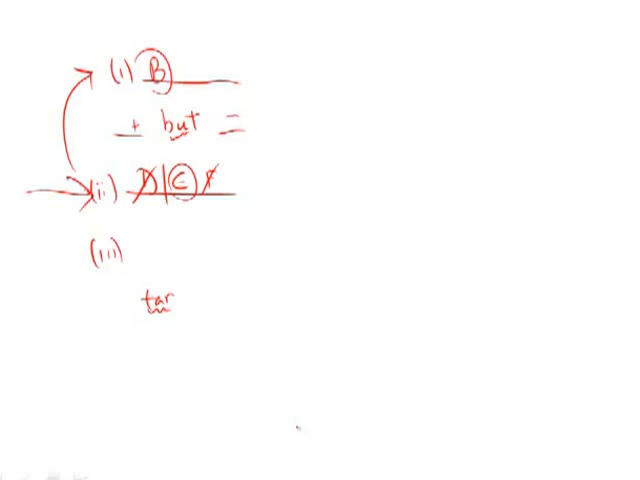 (i) B
+ but =
(ii) D | E F
(iii)
tar